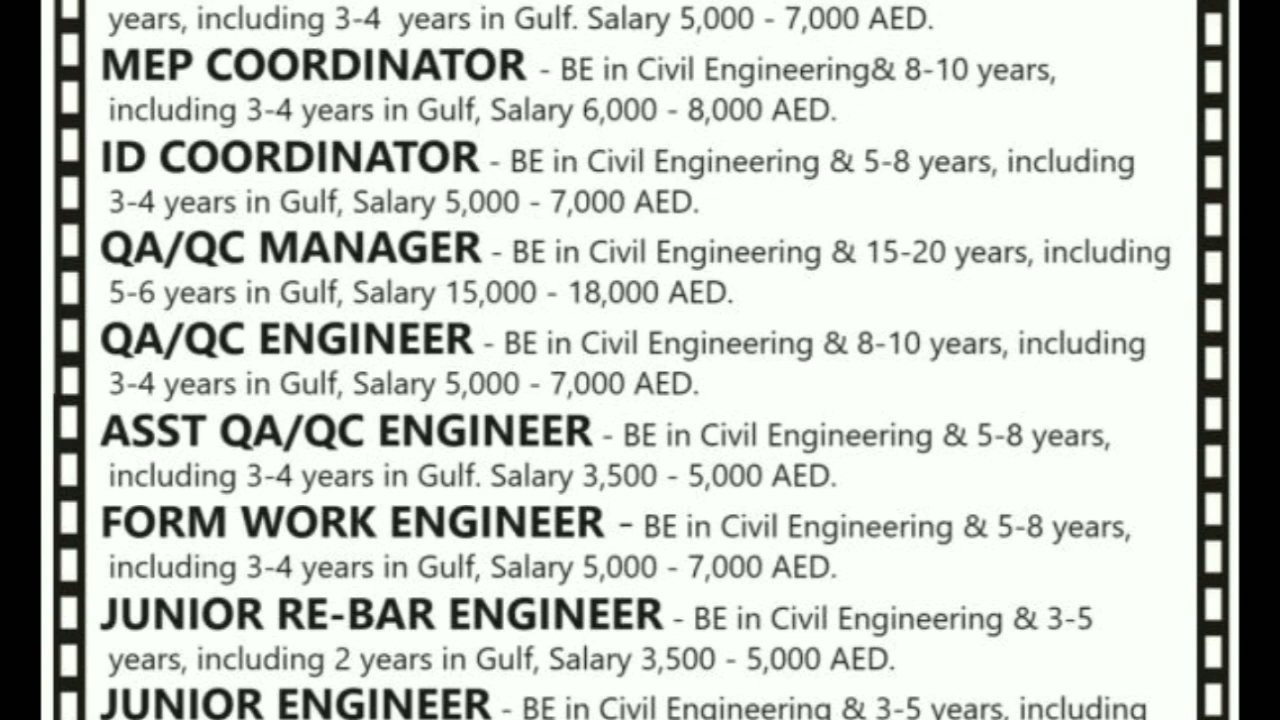 years, including 3-4 years in Gulf. Salary 5,000 - 7,000 AED.
MEP COORDINATOR - BE in Civil Engineering& 8-10 years,
including 3-4 years in Gulf, Salary 6,000 - 8,000 AED.
ID COORDINATOR - BE in Civil Engineering & 5-8 years, including
3-4 years in Gulf, Salary 5,000 - 7,000 AED.
QA/QC MANAGER - BE in Civil Engineering & 15-20 years, including
5-6 years in Gulf, Salary 15,000 - 18,000 AED.
QA/QC ENGINEER - BE in Civil Engineering & 8-10 years, including
3-4 years in Gulf, Salary 5,000 - 7,000 AED.
ASST QA/QC ENGINEER - BE in Civil Engineering & 5-8 years,
including 3-4 years in Gulf. Salary 3,500 - 5,000 AED.
FORM WORK ENGINEER - BE in Civil Engineering & 5-8 years,
including 3-4 years in Gulf, Salary 5,000 - 7,000 AED.
JUNIOR RE-BAR ENGINEER - BE in Civil Engineering & 3-5
years, including 2 years in Gulf, Salary 3,500 - 5,000 AED.
JUNIOR ENGINEER - BE in Civil Engineering & 3-5 years, including